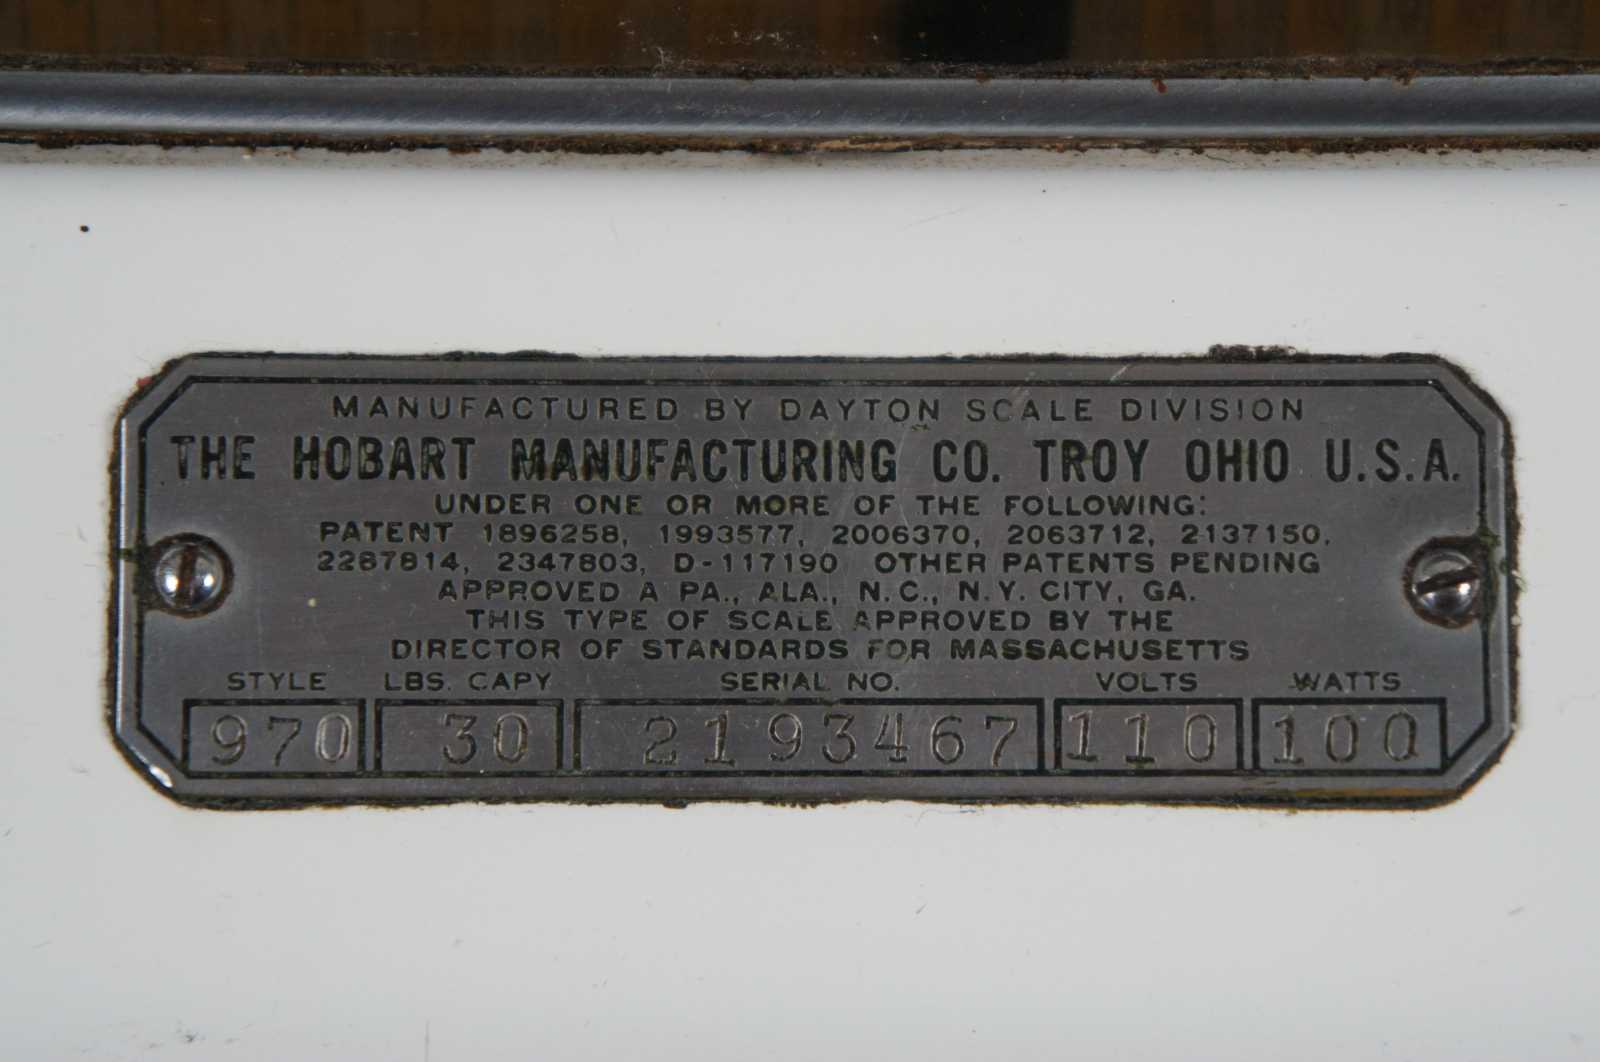 MANUFACTURED BY DAYTON SCALE DIVISION
THE HOBART MANUFACTURING CO. TROY OHIO U.S.A.
UNDER ONE OR MORE OF THE FOLLOWING:
PATENT 1896258, 1993577, 2006370, 2063712, 2137150,
2287814, 2347803, D-117190 OTHER PATENTS PENDING
APPROVED A PA., ALA., N.C., N.Y. CITY, GA.
THIS TYPE OF SCALE APPROVED BY THE
DIRECTOR OF STANDARDS FOR MASSACHUSETTS
STYLE LBS. CAPY SERIAL NO. VOLTS WATTS
970 30 2193467 110 100